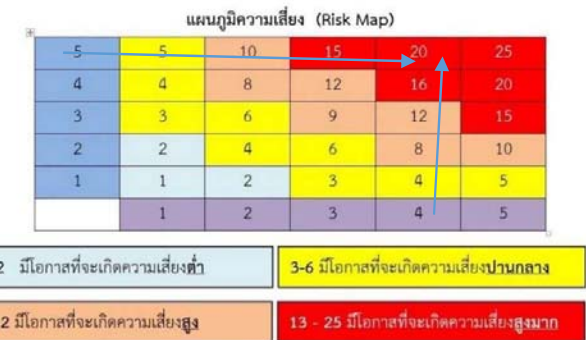 แผนภูมิความเสี่ยง (Risk Map)
5 5 10 15 20 25
4 4 8 12 16 20
3 3 6 9 12 15
2 2 4 6 8 10
1 1 2 3 4 5
1 2 3 4 5
2 มีโอกาสที่จะเกิดความเสี่ยงต่ำ
3-6 มีโอกาสที่จะเกิดความเสี่ยงปานกลาง
2 มีโอกาสที่จะเกิดความเสี่ยงสูง
13 - 25 มีโอกาสที่จะเกิดความเสี่ยงสูงมาก